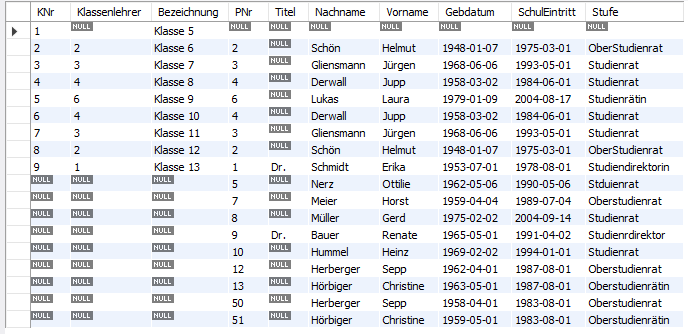 KNr Klassenlehrer Bezeichnung PNr Titel Nachname Vorname Gebdatum SchulEintritt Stufe
1 NULL Klasse 5 NULL NULL NULL NULL NULL NULL NULL
2 2 Klasse 6 2 NULL Schön Helmut 1948-01-07 1975-03-01 OberStudienrat
3 3 Klasse 7 3 NULL Gliensmann Jürgen 1968-06-06 1993-05-01 Studienrat
4 4 Klasse 8 4 NULL Derwall Jupp 1958-03-02 1984-06-01 Studienrat
5 6 Klasse 9 6 NULL Lukas Laura 1979-01-09 2004-08-17 Studienrätin
6 4 Klasse 10 4 NULL Derwall Jupp 1958-03-02 1984-06-01 Studienrat
7 3 Klasse 11 3 NULL Gliensmann Jürgen 1968-06-06 1993-05-01 Studienrat
8 2 Klasse 12 2 NULL Schön Helmut 1948-01-07 1975-03-01 OberStudienrat
9 1 Klasse 13 1 Dr. Schmidt Erika 1953-07-01 1978-08-01 Studiendirektorin
NULL NULL NULL 5 NULL Nerz Ottilie 1962-05-06 1990-05-06 Stduienrat
NULL NULL NULL 7 NULL Meier Horst 1959-04-04 1989-07-04 Oberstudienrat
NULL NULL NULL 8 NULL Müller Gerd 1975-02-02 2004-09-14 Studienrat
NULL NULL NULL 9 Dr. Bauer Renate 1965-05-01 1991-04-02 Studienrdirektor
NULL NULL NULL 10 NULL Hummel Heinz 1969-02-02 1994-01-01 Studienrat
NULL NULL NULL 12 NULL Herberger Sepp 1962-04-01 1987-08-01 Oberstudienrat
NULL NULL NULL 13 NULL Hörbiger Christine 1963-05-01 1987-08-01 Oberstudienrätin
NULL NULL NULL 50 NULL Herberger Sepp 1958-04-01 1983-08-01 Oberstudienrat
NULL NULL NULL 51 NULL Hörbiger Christine 1959-05-01 1983-08-01 Oberstudienrätin